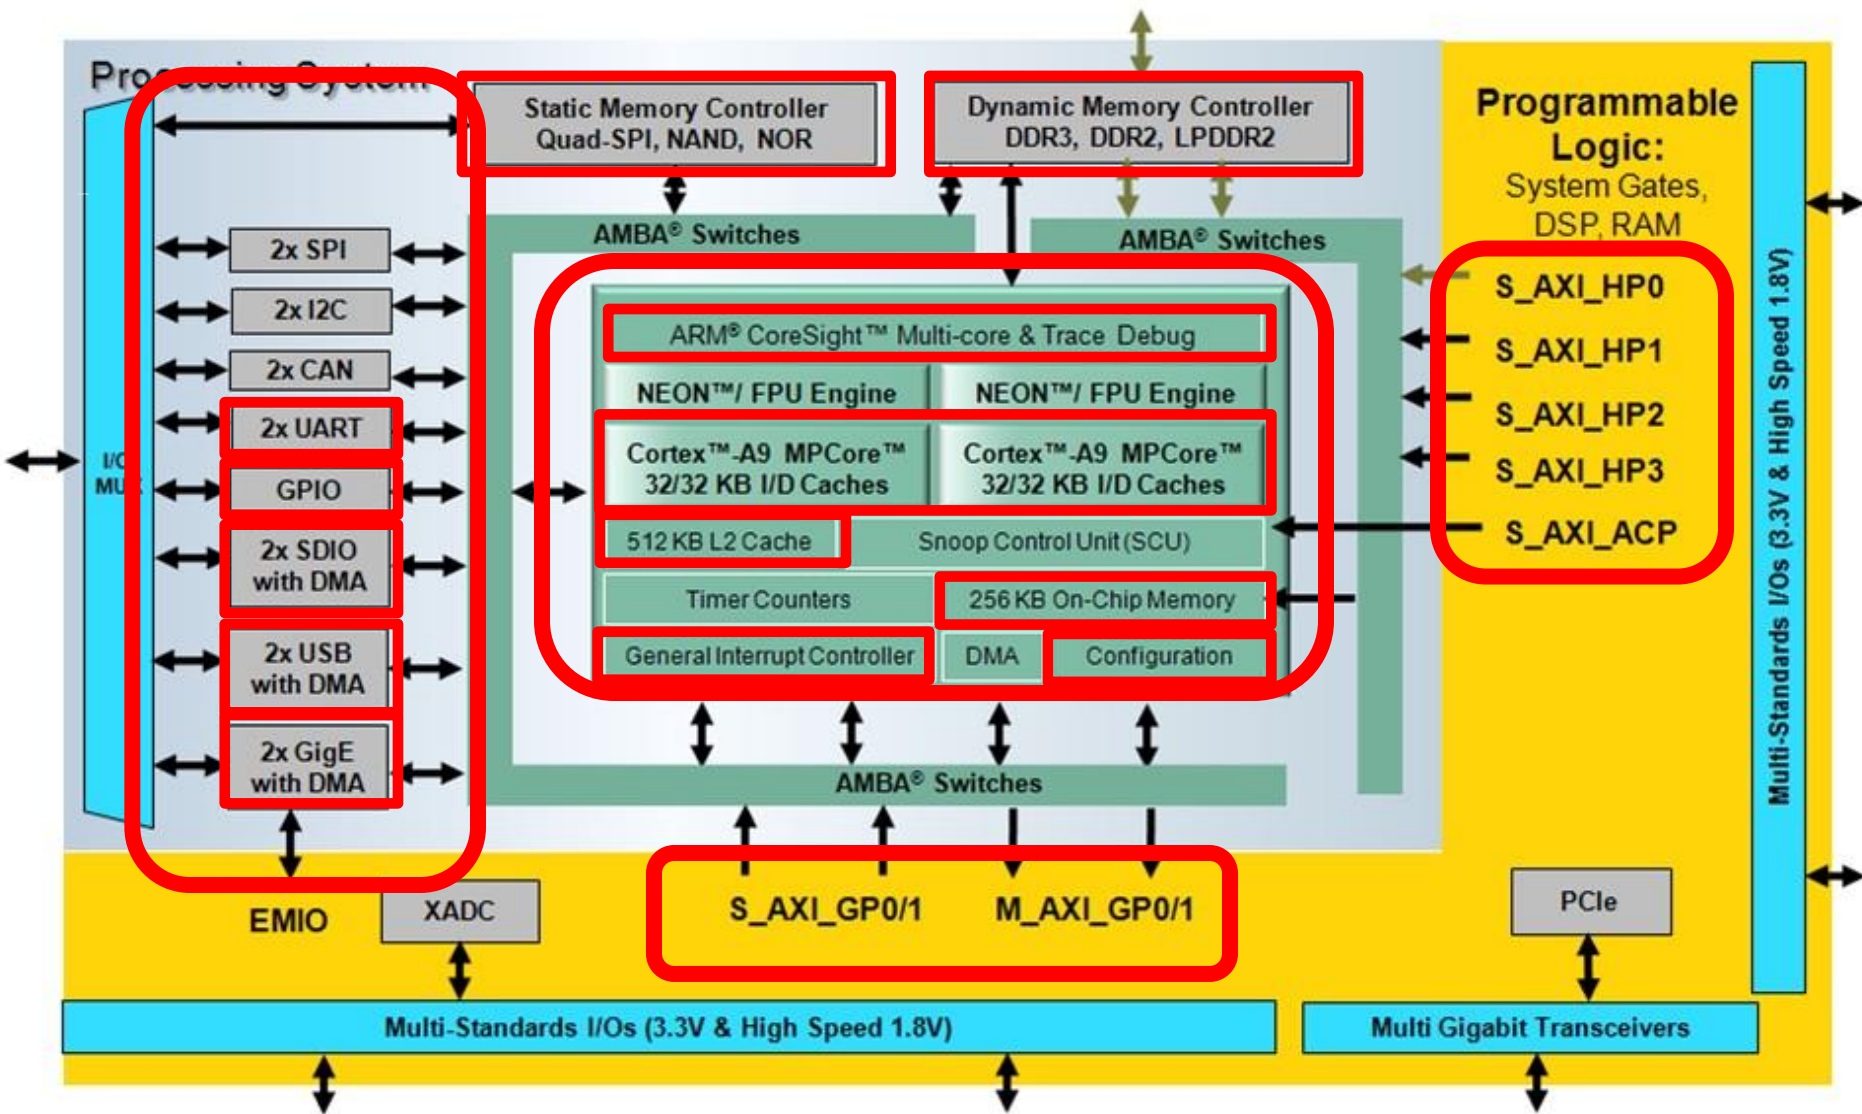 Processing System
Static Memory Controller
Quad-SPI, NAND, NOR
Dynamic Memory Controller
DDR3, DDR2, LPDDR2
Programmable
Logic:
System Gates,
DSP, RAM
AMBA® Switches
AMBA® Switches
2x SPI
2x I2C
2x CAN
2x UART
GPIO
2x SDIO
with DMA
2x USB
with DMA
2x GigE
with DMA
I/O
MUX
ARM® CoreSight™ Multi-core & Trace Debug
NEON™/ FPU Engine
NEON™/ FPU Engine
Cortex™-A9 MPCore™
32/32 KB I/D Caches
Cortex™-A9 MPCore™
32/32 KB I/D Caches
512 KB L2 Cache
Snoop Control Unit (SCU)
Timer Counters
256 KB On-Chip Memory
General Interrupt Controller
DMA
Configuration
AMBA® Switches
S_AXI_HP0
S_AXI_HP1
S_AXI_HP2
S_AXI_HP3
S_AXI_ACP
Multi-Standards I/Os (3.3V & High Speed 1.8V)
EMIO
XADC
S_AXI_GP0/1
M_AXI_GP0/1
PCIe
Multi-Standards I/Os (3.3V & High Speed 1.8V)
Multi Gigabit Transceivers